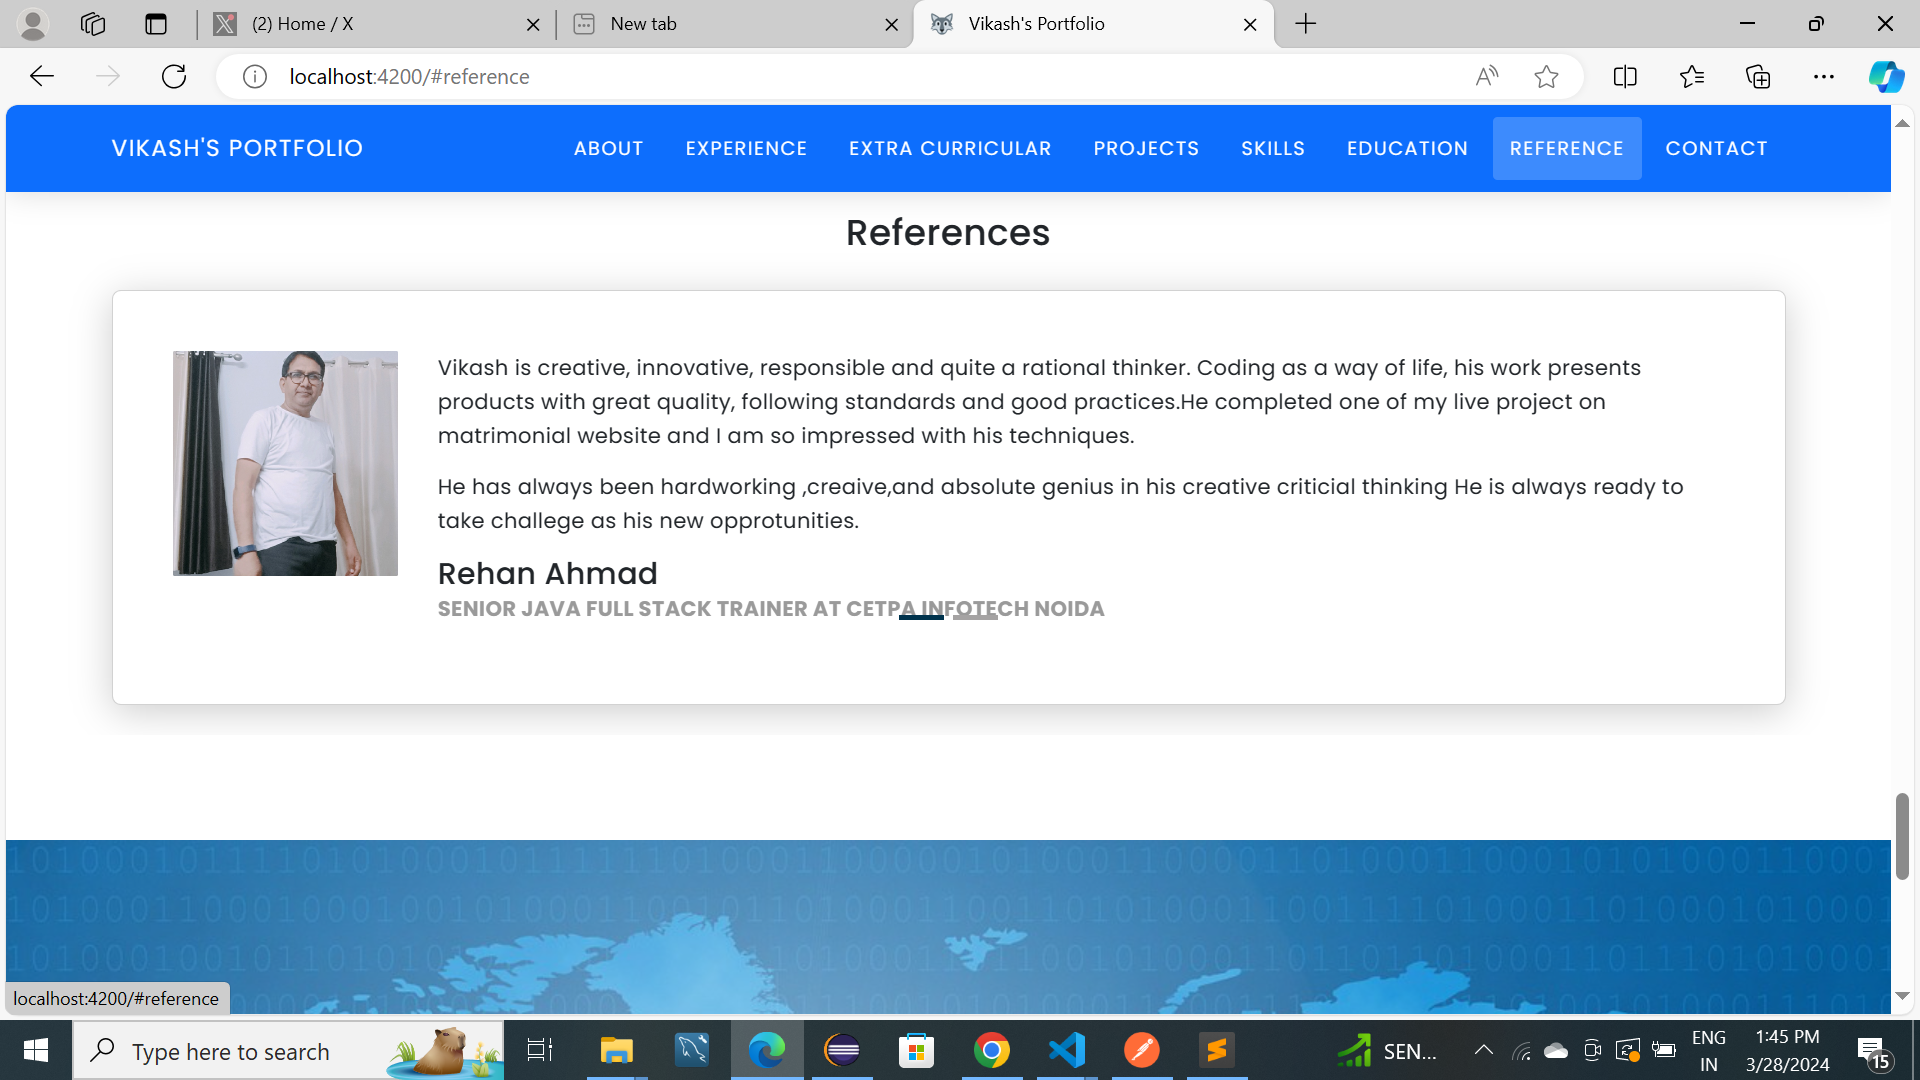 (2) Home / X
New tab
Vikash's Portfolio
localhost:4200/#reference
VIKASH'S PORTFOLIO
ABOUT
EXPERIENCE
EXTRA CURRICULAR
PROJECTS
SKILLS
EDUCATION
REFERENCE
CONTACT
References
Vikash is creative, innovative, responsible and quite a rational thinker. Coding as a way of life, his work presents
products with great quality, following standards and good practices.He completed one of my live project on
matrimonial website and I am so impressed with his techniques.
He has always been hardworking ,creaive,and absolute genius in his creative criticial thinking He is always ready to
take challege as his new opprotunities.
Rehan Ahmad
SENIOR JAVA FULL STACK TRAINER AT CETPA INFOTECH NOIDA
localhost:4200/#reference
Type here to search
SEN...
ENG
IN
1:45 PM
3/28/2024
15